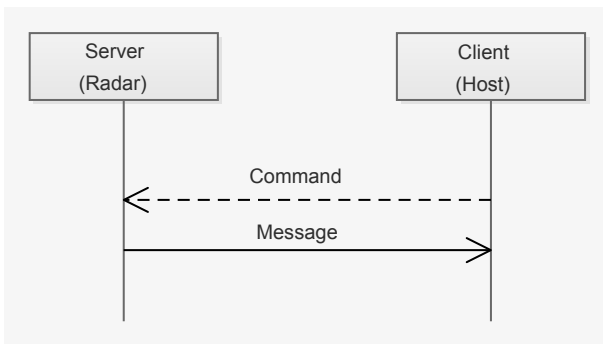 Server
(Radar)
Client
(Host)
Command
Message